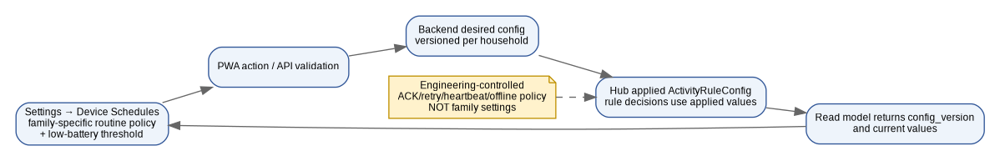 Settings → Device Schedules
family-specific routine policy
+ low-battery threshold
PWA action / API validation
Backend desired config
versioned per household
Engineering-controlled
ACK/retry/heartbeat/offline policy
NOT family settings
Hub applied ActivityRuleConfig
rule decisions use applied values
Read model returns config_version
and current values